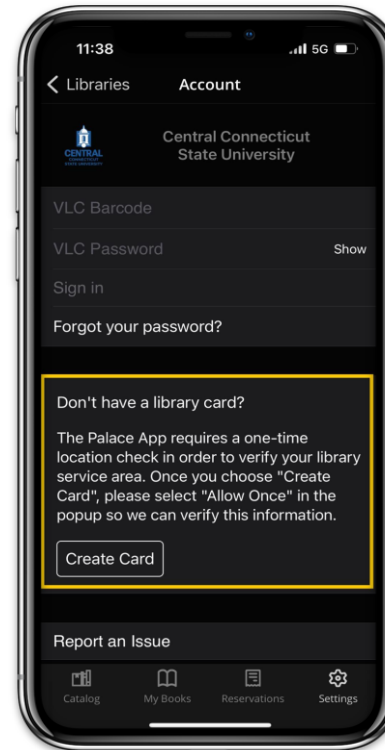 11:38
5G
Libraries
Account
CENTRAL
Central Connecticut
State University
VLC Barcode
VLC Password
Show
Sign in
Forgot your password?
Don't have a library card?
The Palace App requires a one-time
location check in order to verify your library
service area. Once you choose "Create
Card", please select "Allow Once" in the
popup so we can verify this information.
Create Card
Report an Issue
Catalog
My Books
Reservations
Settings